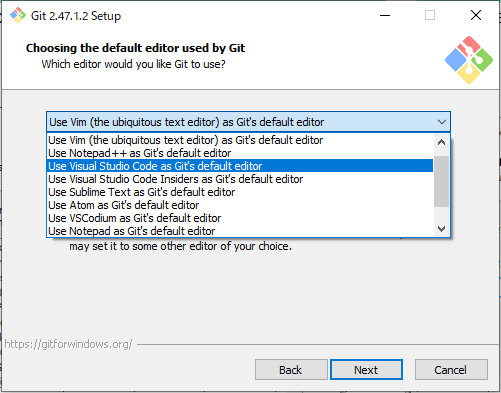 Git 2.47.1.2 Setup
Choosing the default editor used by Git
Which editor would you like Git to use?
Use Vim (the ubiquitous text editor) as Git's default editor
Use Vim (the ubiquitous text editor) as Git's default editor
Use Notepad++ as Git's default editor
Use Visual Studio Code as Git's default editor
Use Visual Studio Code Insiders as Git's default editor
Use Sublime Text as Git's default editor
Use Atom as Git's default editor
Use VSCodium as Git's default editor
Use Notepad as Git's default editor
may set it to some other editor of your choice.
https://gitforwindows.org/
Back
Next
Cancel